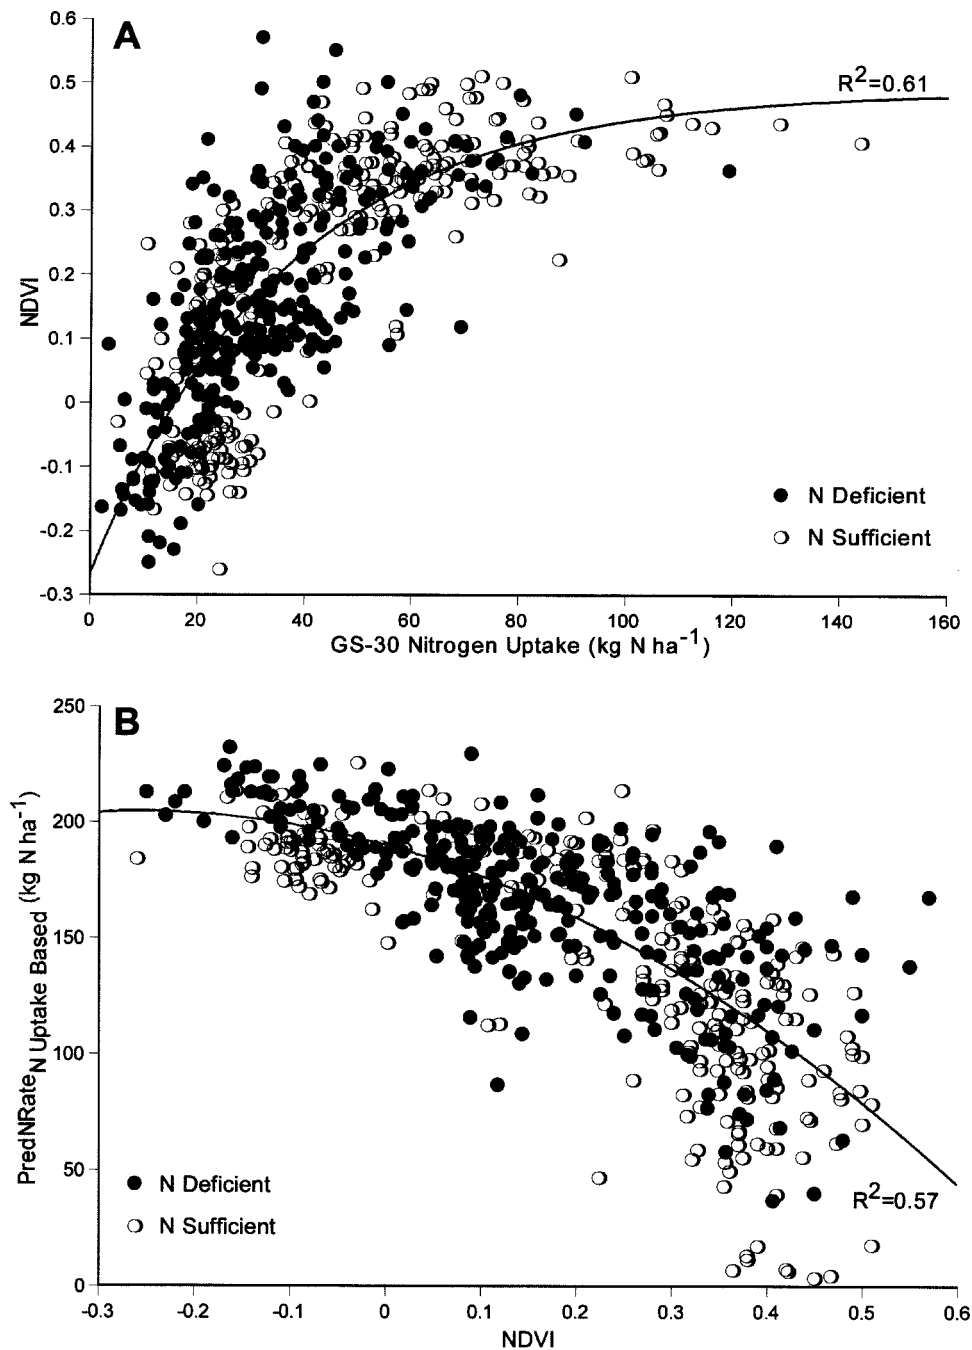 A
0.6
0.5
0.4
0.3
0.2
0.1
0
-0.1
-0.2
-0.3
NDVI
R²=0.61
N Deficient
N Sufficient
0 20 40 60 80 100 120 140 160
GS-30 Nitrogen Uptake (kg N ha⁻¹)
B
250
200
150
100
50
0
PredNRate N Uptake Based (kg N ha⁻¹)
N Deficient
N Sufficient
R²=0.57
-0.3 -0.2 -0.1 0 0.1 0.2 0.3 0.4 0.5 0.6
NDVI